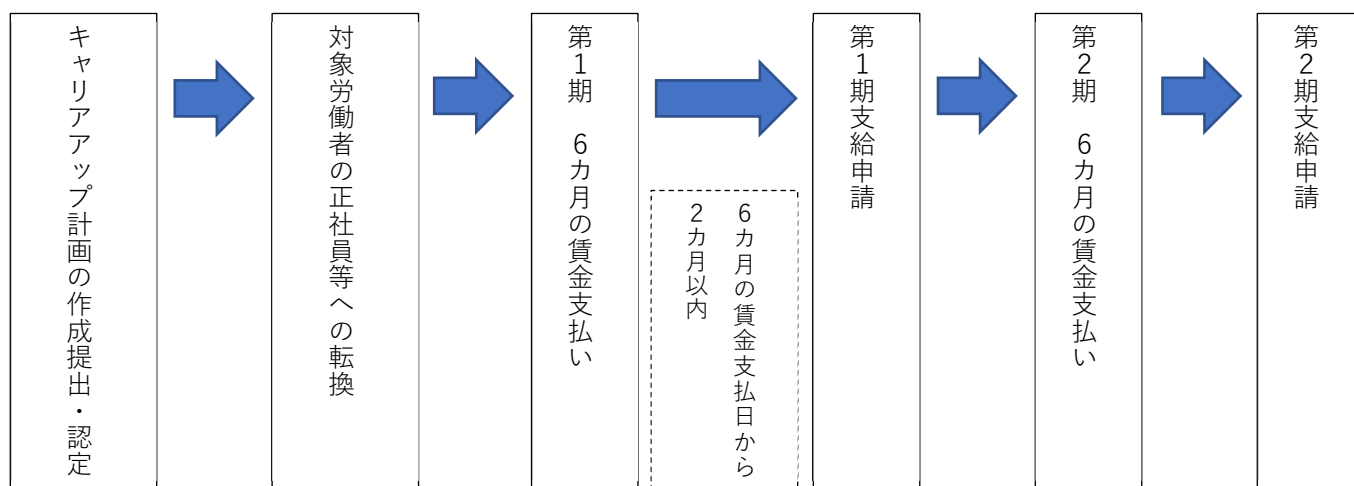 キャリアアップ計画の作成提出・認定
対象労働者の正社員等への転換
第1期　6カ月の賃金支払い
6カ月の賃金支払日から
2カ月以内
第1期支給申請
第2期　6カ月の賃金支払い
第2期支給申請